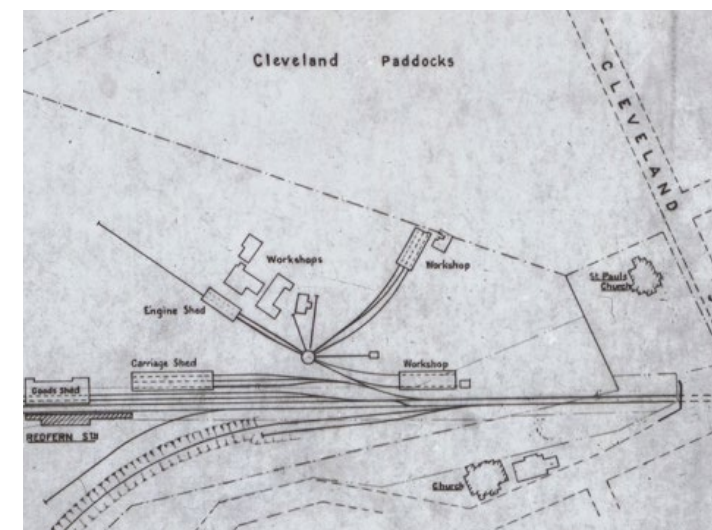 Cleveland Paddocks
CLEVELAND
Workshops
Workshop
St Pauls
Church
Engine Shed
Carriage Shed
Workshop
Goods Shed
REDFERN STN
Church